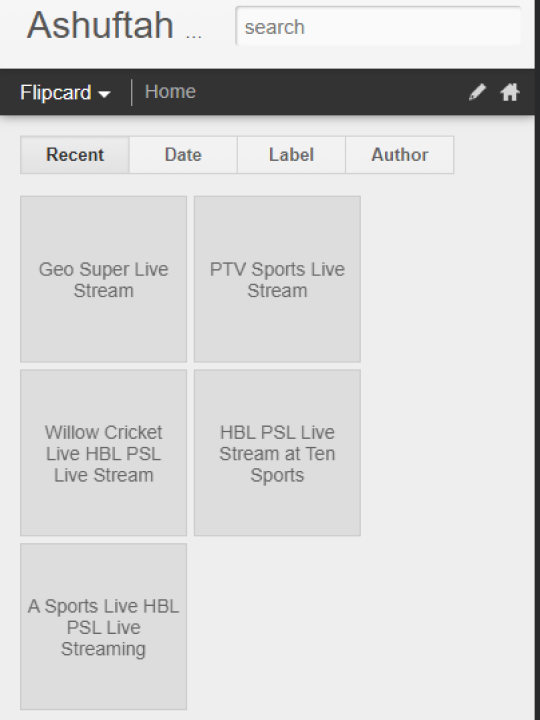 Ashuftah ...
search
Flipcard
Home
Recent
Date
Label
Author
Geo Super Live
Stream
PTV Sports Live
Stream
Willow Cricket
Live HBL PSL
Live Stream
HBL PSL Live
Stream at Ten
Sports
A Sports Live HBL
PSL Live
Streaming